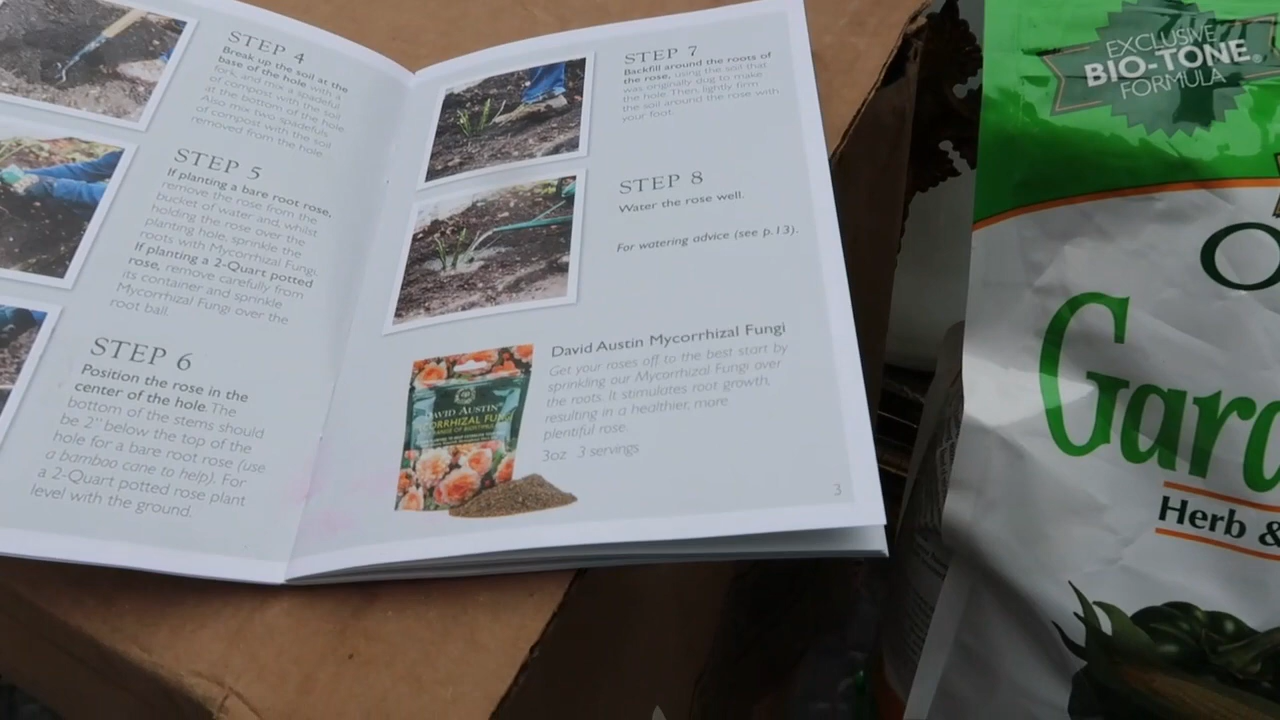 STEP 4
Break up the soil at the
base of the hole with a
fork, and mix a spadeful
of compost with the soil
at the bottom of the hole.
Also mix two spadefuls
of compost with the soil
removed from the hole
STEP 5
If planting a bare root rose,
remove the rose from the
bucket of water and, whilst
holding the rose over the
planting hole, sprinkle the
roots with Mycorrhizal Fungi.
If planting a 2-Quart potted
rose, remove carefully from
its container and sprinkle
Mycorrhizal Fungi over the
root ball.
STEP 6
Position the rose in the
center of the hole. The
bottom of the stems should
be 2" below the top of the
hole for a bare root rose (use
a bamboo cane to help). For
a 2-Quart potted rose plant
level with the ground.
STEP 7
Backfill around the roots of
the rose, using the soil that
was originally dug to make
the hole. Then lightly firm
the soil around the rose with
your foot.
STEP 8
Water the rose well.
For watering advice (see p.13).
David Austin Mycorrhizal Fungi
Get your roses off to the best start by
sprinkling our Mycorrhizal Fungi over
the roots. It stimulates root growth,
resulting in a healthier, more
plentiful rose.
3oz 3 servings
DAVID AUSTIN
3
EXCLUSIVE
BIO-TONE®
FORMULA
Herb &